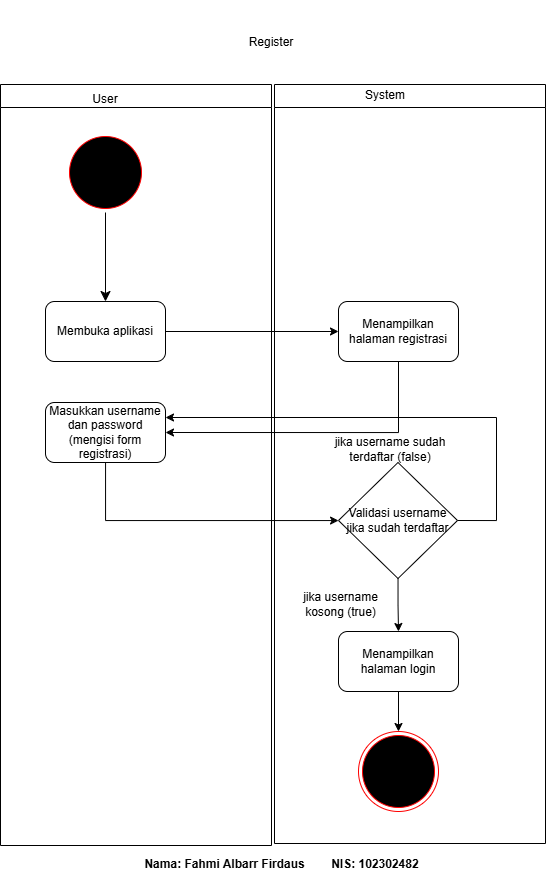 Register
User
System
Membuka aplikasi
Menampilkan
halaman registrasi
Masukkan username
dan password
(mengisi form
registrasi)
jika username sudah
terdaftar (false)
Validasi username
jika sudah terdaftar
jika username
kosong (true)
Menampilkan
halaman login
Nama: Fahmi Albarr Firdaus NIS: 102302482